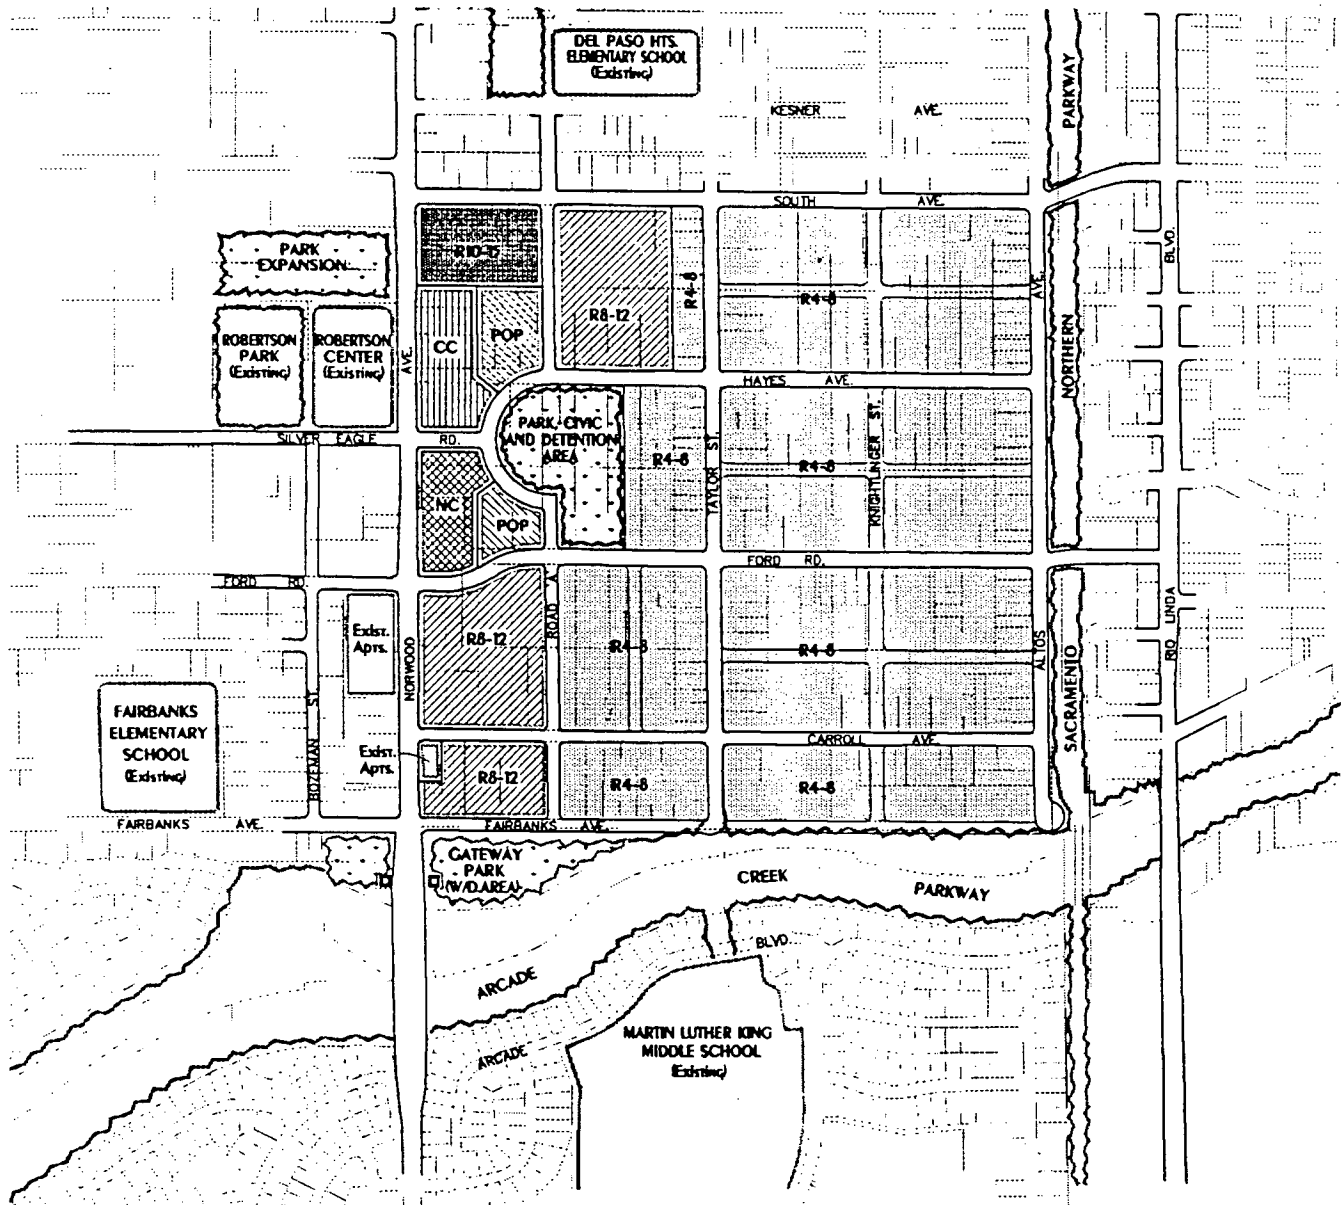 DEL PASO HTS.
ELEMENTARY SCHOOL
(Existing)
KESNER AVE.
PARKWAY
SOUTH AVE.
BLVD.
PARK
EXPANSION
R10-15
R4-8
R8-12
R4-8
AVE.
ROBERTSON
PARK
(Existing)
ROBERTSON
CENTER
(Existing)
AVE.
CC
POP
NORTHERN
HAYES AVE.
SILVER EAGLE RD.
PARK, CIVIC
AND DETENTION
AREA
R4-8
TAYLOR ST.
R4-8
KNIGHTLINGER ST.
NC
POP
FORD RD.
FORD RD.
ROAD A
LINDA
RIO
Exist.
Apts.
NORWOOD
R8-12
R4-8
R4-8
ALTOS
SACRAMENTO
FAIRBANKS
ELEMENTARY
SCHOOL
(Existing)
BOZEMAN ST.
Exist.
Apts.
CARROLL AVE.
R8-12
R4-8
R4-8
FAIRBANKS AVE.
FAIRBANKS AVE.
GATEWAY
PARK
(W/D.AREA)
CREEK
PARKWAY
ARCADE
BLVD.
ARCADE
MARTIN LUTHER KING
MIDDLE SCHOOL
(Existing)